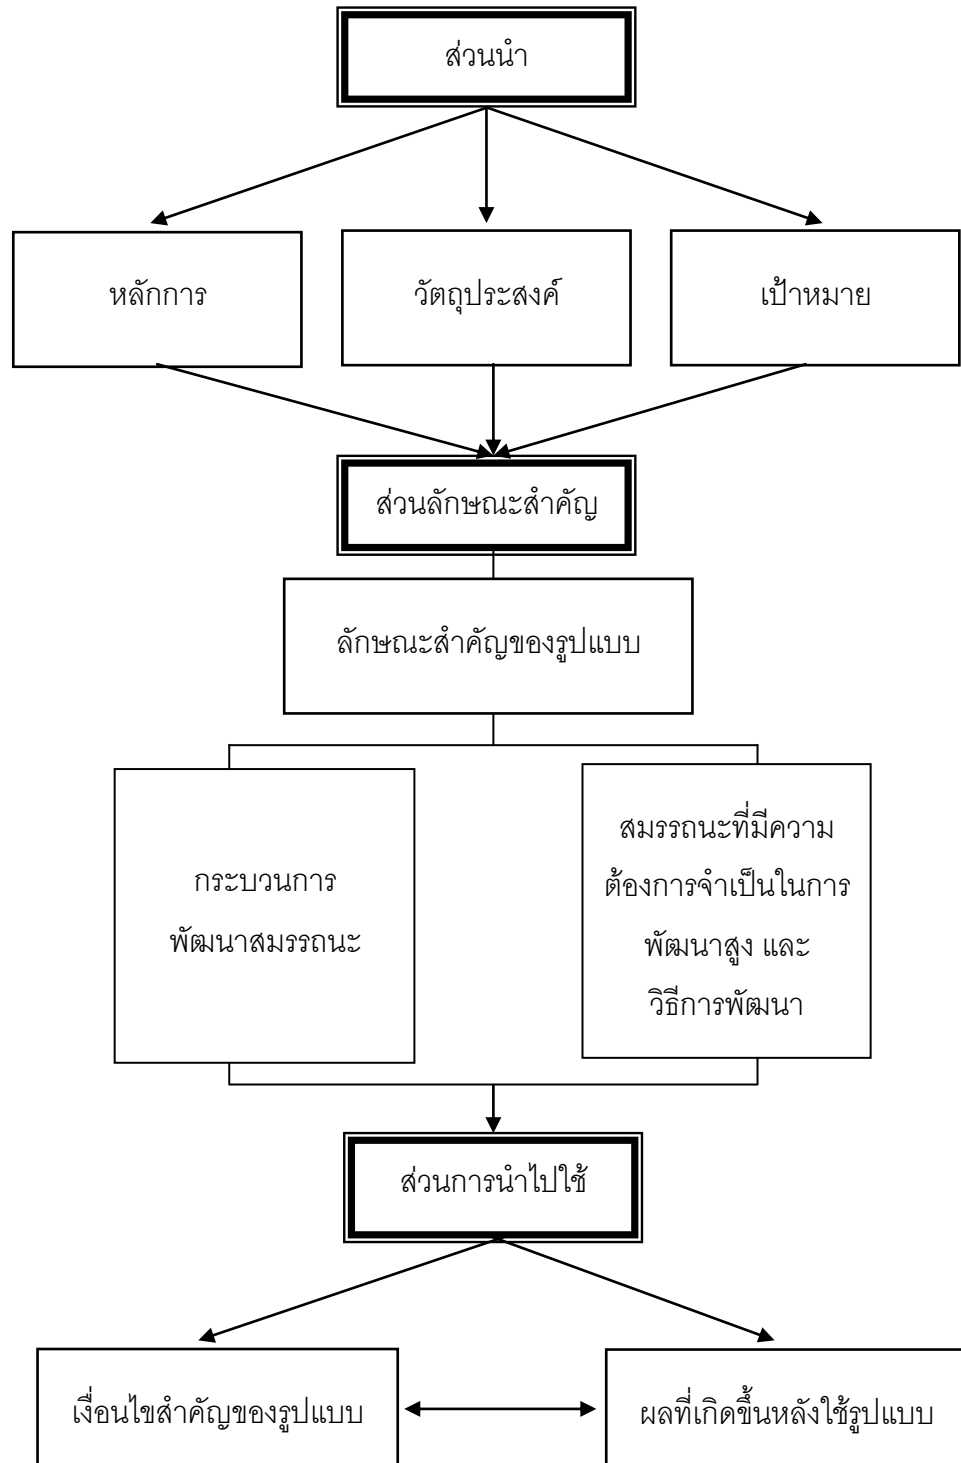 ส่วนนำ
หลักการ
วัตถุประสงค์
เป้าหมาย
ส่วนลักษณะสำคัญ
ลักษณะสำคัญของรูปแบบ
กระบวนการ
พัฒนาสมรรถนะ
สมรรถนะที่มีความ
ต้องการจำเป็นในการ
พัฒนาสูง และ
วิธีการพัฒนา
ส่วนการนำไปใช้
เงื่อนไขสำคัญของรูปแบบ
ผลที่เกิดขึ้นหลังใช้รูปแบบ